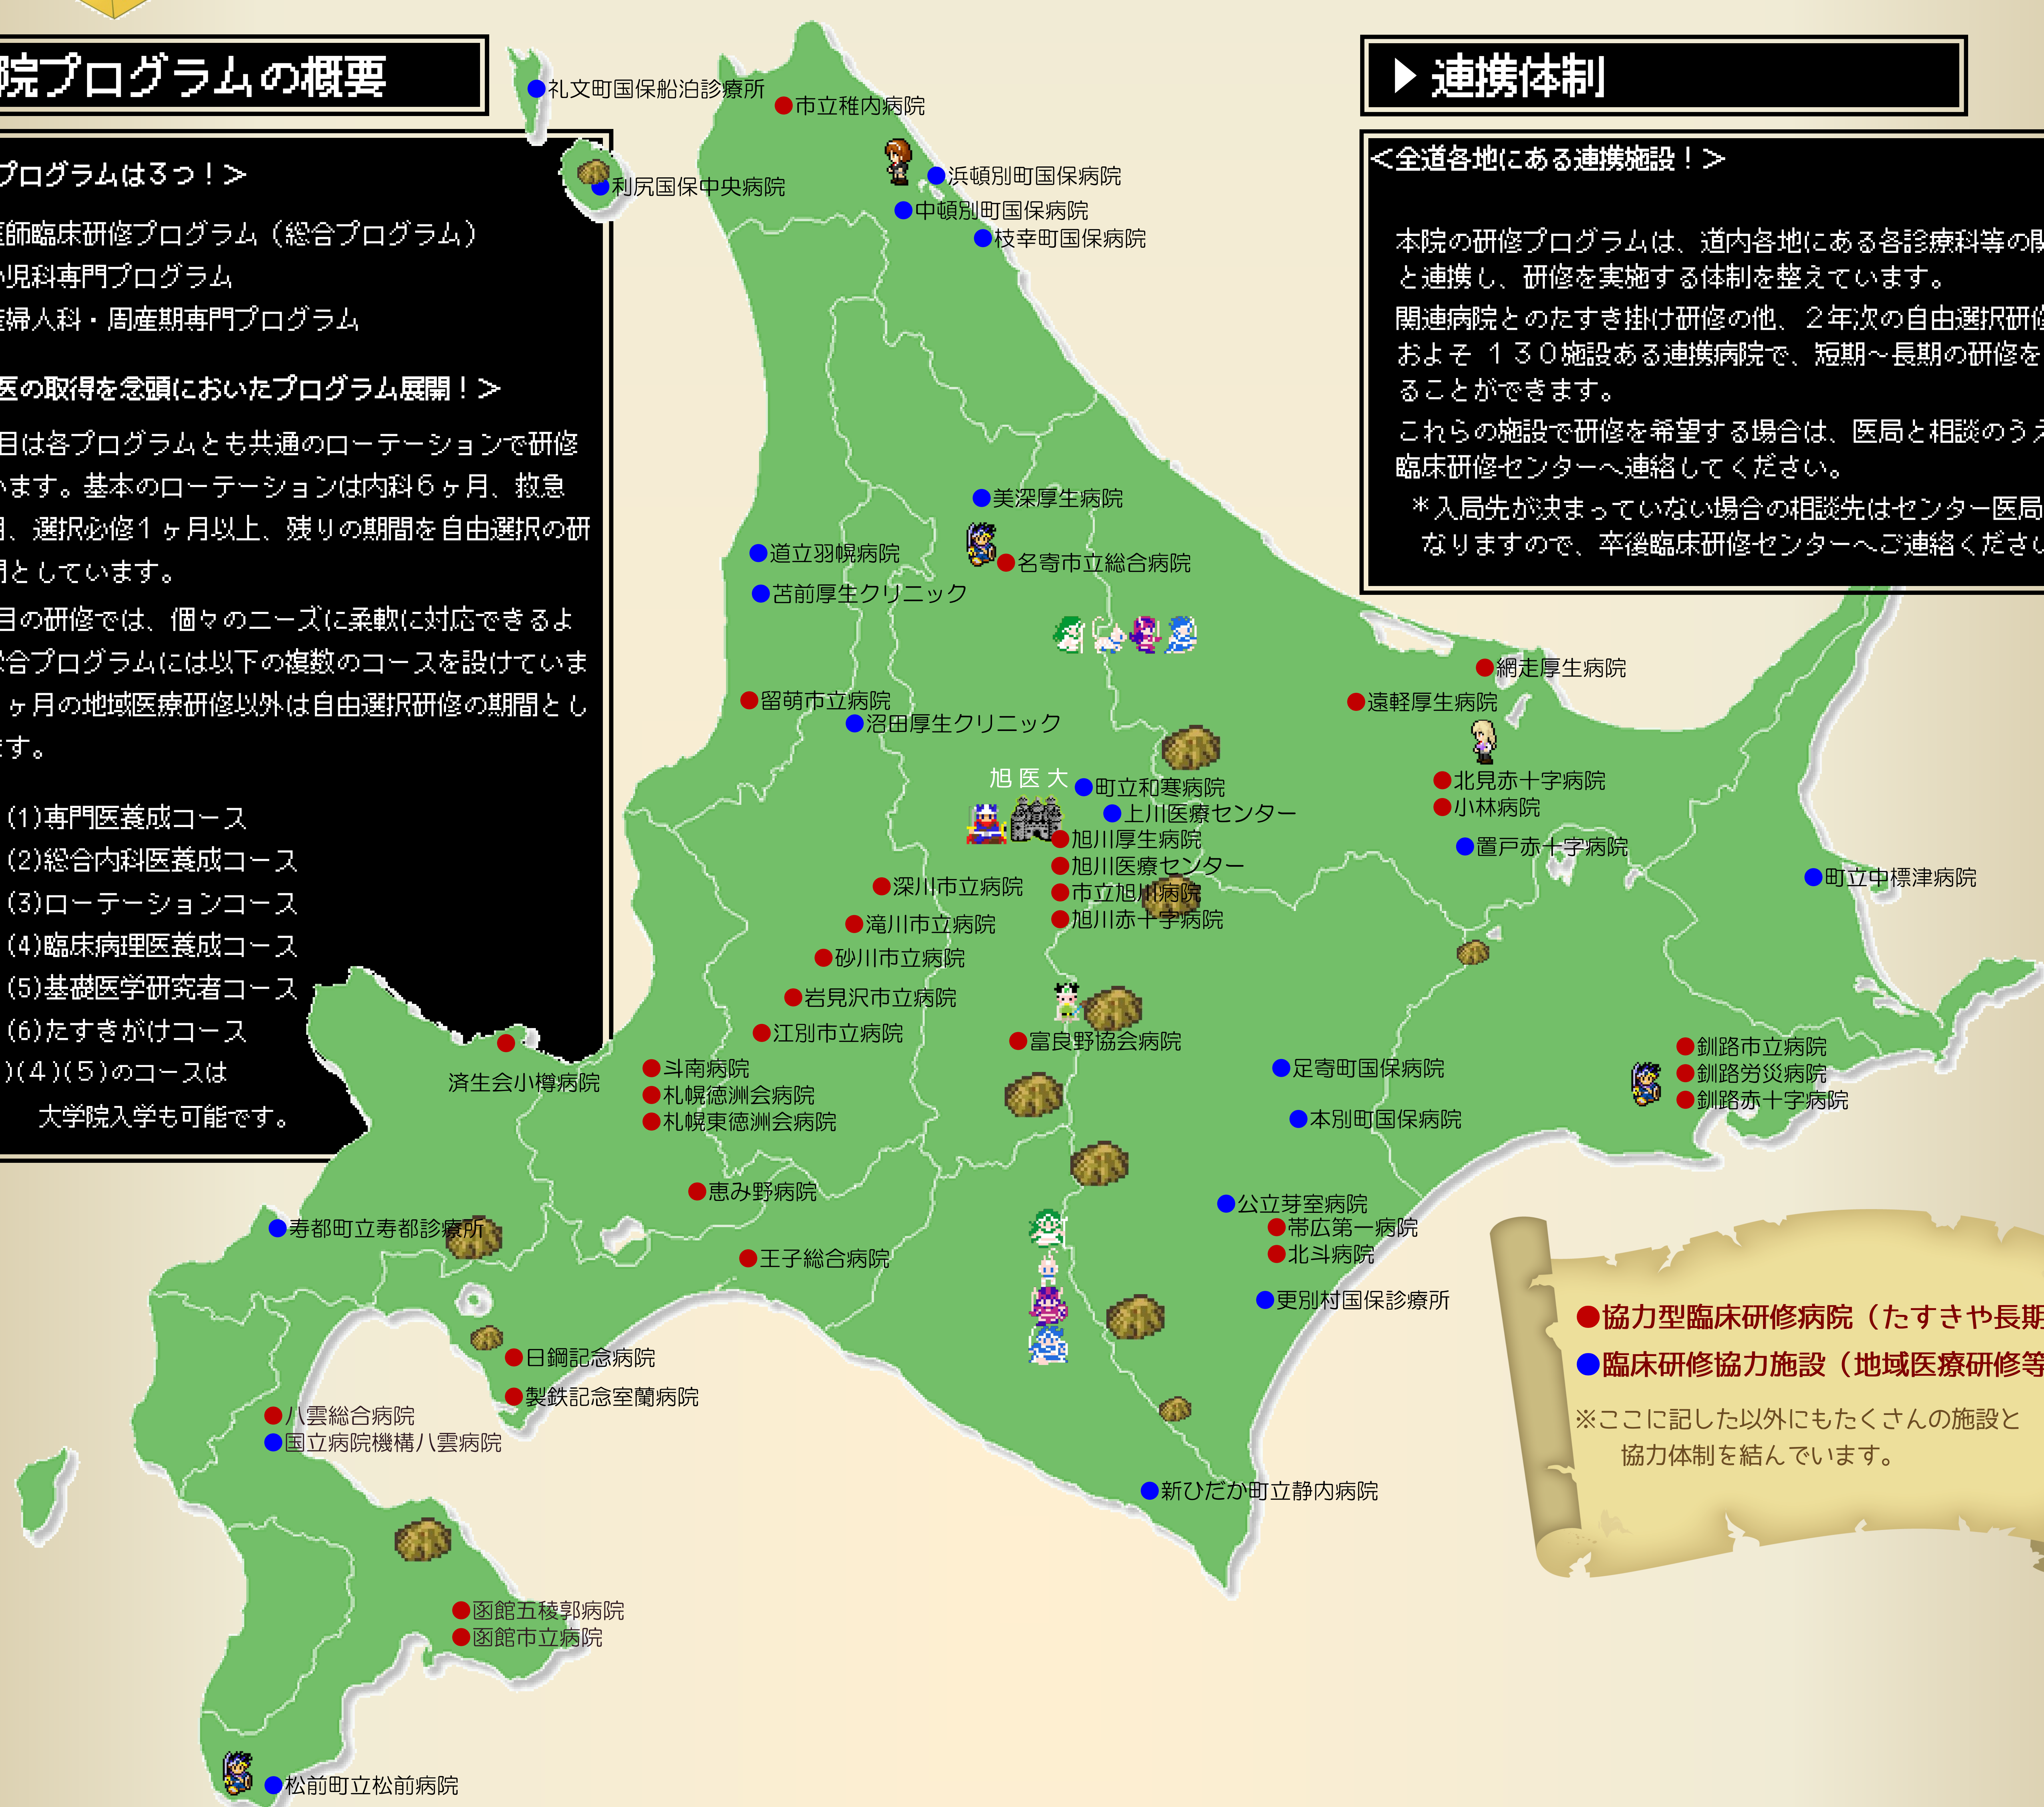 院プログラムの概要
プログラムは３つ！＞
医師臨床研修プログラム（総合プログラム）
小児科専門プログラム
産婦人科・周産期専門プログラム
医の取得を念頭においたプログラム展開！＞
目は各プログラムとも共通のローテーションで研修
います。基本のローテーションは内科６ヶ月、救急
月、選択必修１ヶ月以上、残りの期間を自由選択の研
間としています。
目の研修では、個々のニーズに柔軟に対応できるよ
総合プログラムには以下の複数のコースを設けていま
ヶ月の地域医療研修以外は自由選択研修の期間とし
ます。
(1)専門医養成コース
(2)総合内科医養成コース
(3)ローテーションコース
(4)臨床病理医養成コース
(5)基礎医学研究者コース
(6)たすきがけコース
)(４)(５)のコースは
大学院入学も可能です。
▶連携体制
＜全道各地にある連携施設！＞
本院の研修プログラムは、道内各地にある各診療科等の関
と連携し、研修を実施する体制を整えています。
関連病院とのたすき掛け研修の他、２年次の自由選択研修
およそ １３０施設ある連携病院で、短期～長期の研修を
ることができます。
これらの施設で研修を希望する場合は、医局と相談のうえ
臨床研修センターへ連絡してください。
＊入局先が決まっていない場合の相談先はセンター医局
なりますので、卒後臨床研修センターへご連絡ください
礼文町国保船泊診療所
市立稚内病院
利尻国保中央病院
浜頓別町国保病院
中頓別町国保病院
枝幸町国保病院
美深厚生病院
道立羽幌病院
名寄市立総合病院
苫前厚生クリニック
網走厚生病院
留萌市立病院
遠軽厚生病院
沼田厚生クリニック
旭医大
町立和寒病院
北見赤十字病院
上川医療センター
小林病院
旭川厚生病院
置戸赤十字病院
旭川医療センター
町立中標津病院
深川市立病院
市立旭川病院
滝川市立病院
旭川赤十字病院
砂川市立病院
岩見沢市立病院
江別市立病院
富良野協会病院
釧路市立病院
斗南病院
足寄町国保病院
釧路労災病院
済生会小樽病院
札幌徳洲会病院
釧路赤十字病院
札幌東徳洲会病院
本別町国保病院
恵み野病院
公立芽室病院
寿都町立寿都診療所
帯広第一病院
王子総合病院
北斗病院
更別村国保診療所
日鋼記念病院
製鉄記念室蘭病院
八雲総合病院
国立病院機構八雲病院
新ひだか町立静内病院
函館五稜郭病院
函館市立病院
松前町立松前病院
●協力型臨床研修病院（たすきや長期
●臨床研修協力施設（地域医療研修等
※ここに記した以外にもたくさんの施設と
協力体制を結んでいます。